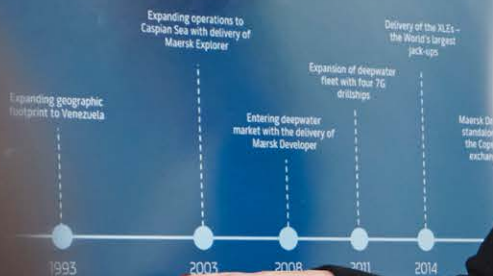 Expanding geographic
footprint to Venezuela
Expanding operations to
Caspian Sea with delivery of
Maersk Explorer
Entering deepwater
market with the delivery of
Maersk Developer
Expansion of deepwater
fleet with four 7G
drillships
Delivery of the XLEs –
the World's largest
jack-ups
Maersk
the
1993
2003
2008
2011
2014